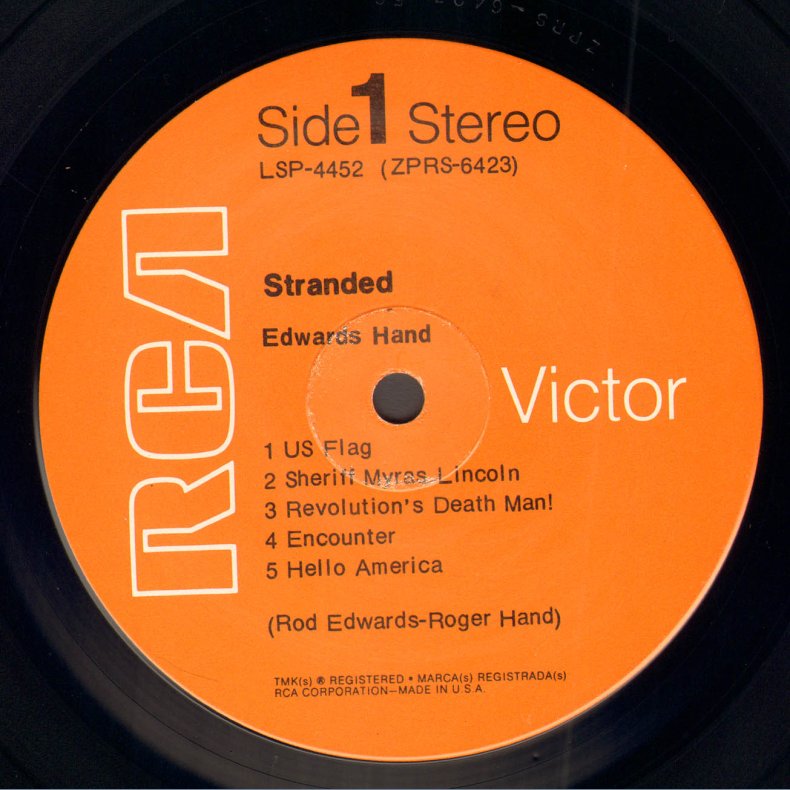 Side 1 Stereo
LSP-4452 (ZPRS-6423)
RCA
Stranded
Edwards Hand
Victor
1 US Flag
2 Sheriff Myras Lincoln
3 Revolution's Death Man!
4 Encounter
5 Hello America
(Rod Edwards-Roger Hand)
TMK(s) ® REGISTERED • MARCA(s) REGISTRADA(s)
RCA CORPORATION—MADE IN U.S.A.